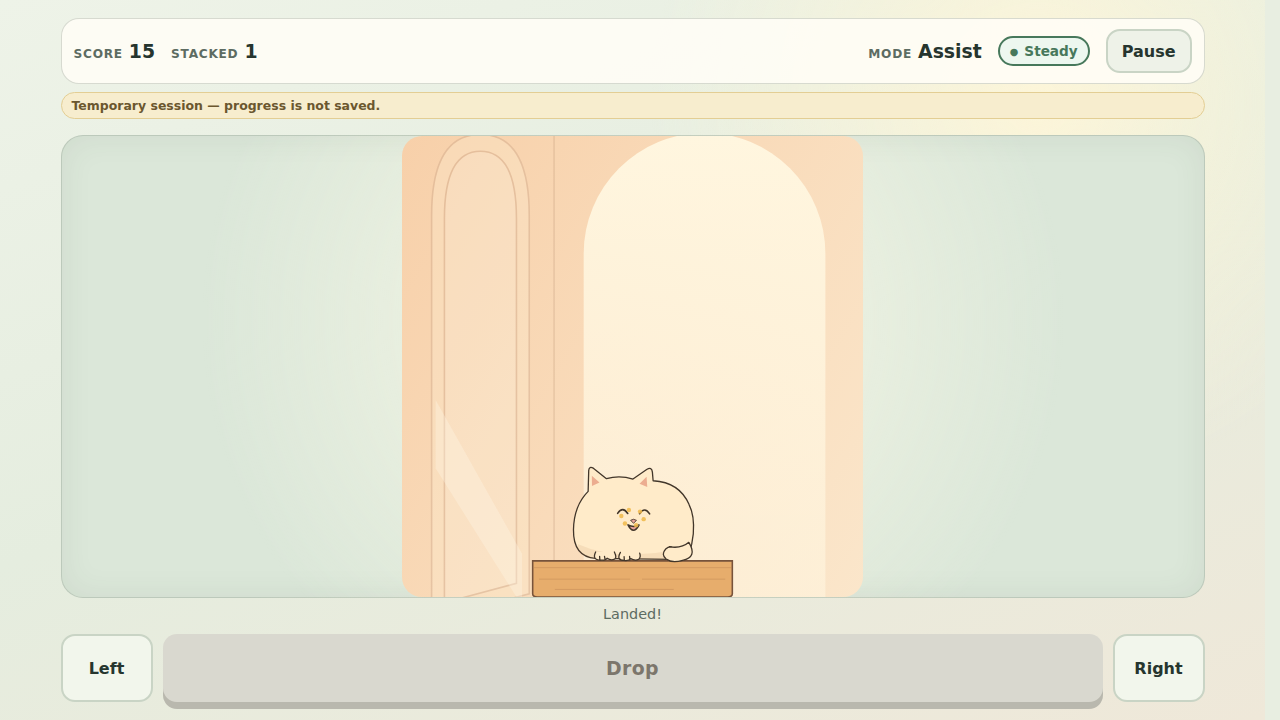 SCORE 15 STACKED 1 MODE Assist ● Steady Pause
Temporary session — progress is not saved.
Landed!
Left Drop Right